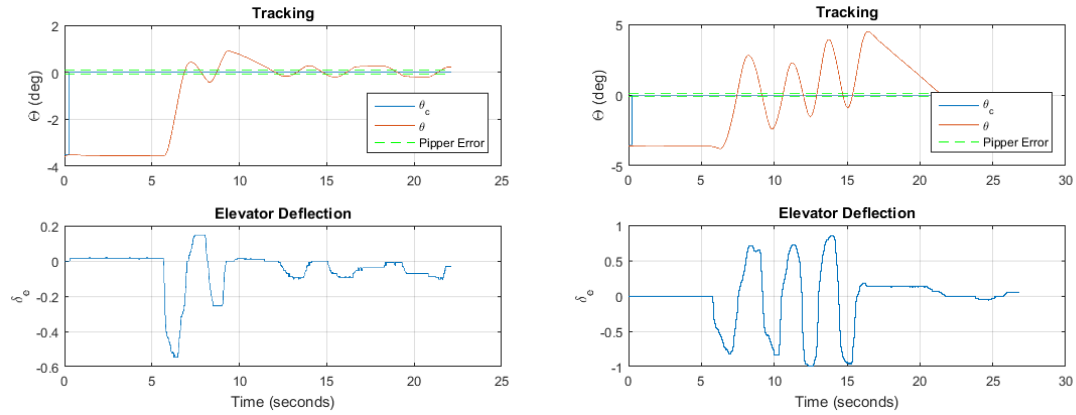 Tracking
2
0
-2
-4
Θ (deg)
θc
θ
Pipper Error
0 5 10 15 20 25
Elevator Deflection
0.2
0
-0.2
-0.4
-0.6
δe
0 5 10 15 20 25
Time (seconds)
Tracking
5
0
-5
Θ (deg)
θc
θ
Pipper Error
0 5 10 15 20 25 30
Elevator Deflection
1
0.5
0
-0.5
-1
δe
0 5 10 15 20 25 30
Time (seconds)